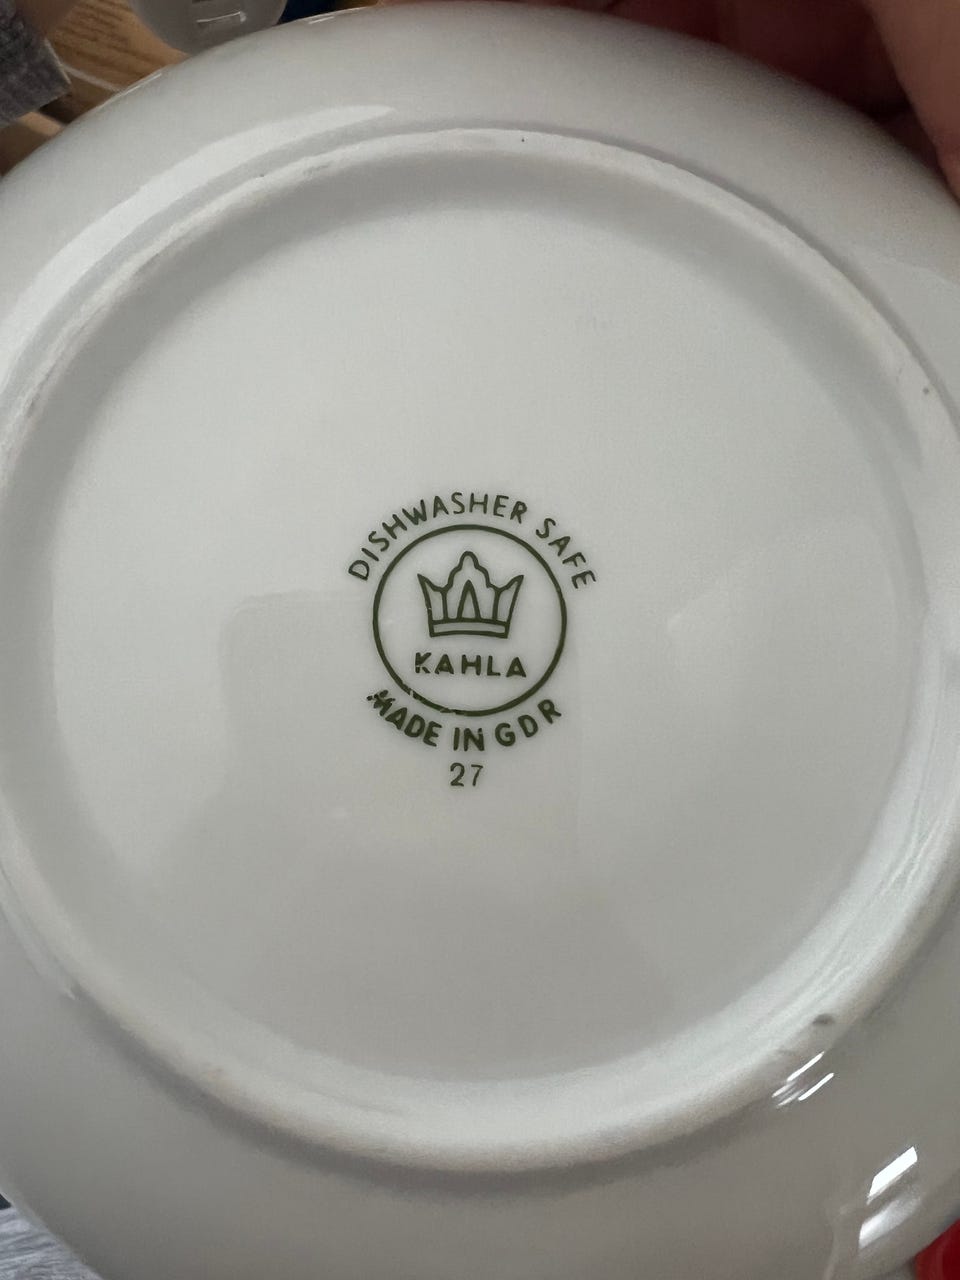 DISHWASHER SAFE
KAHLA
MADE IN GDR
27